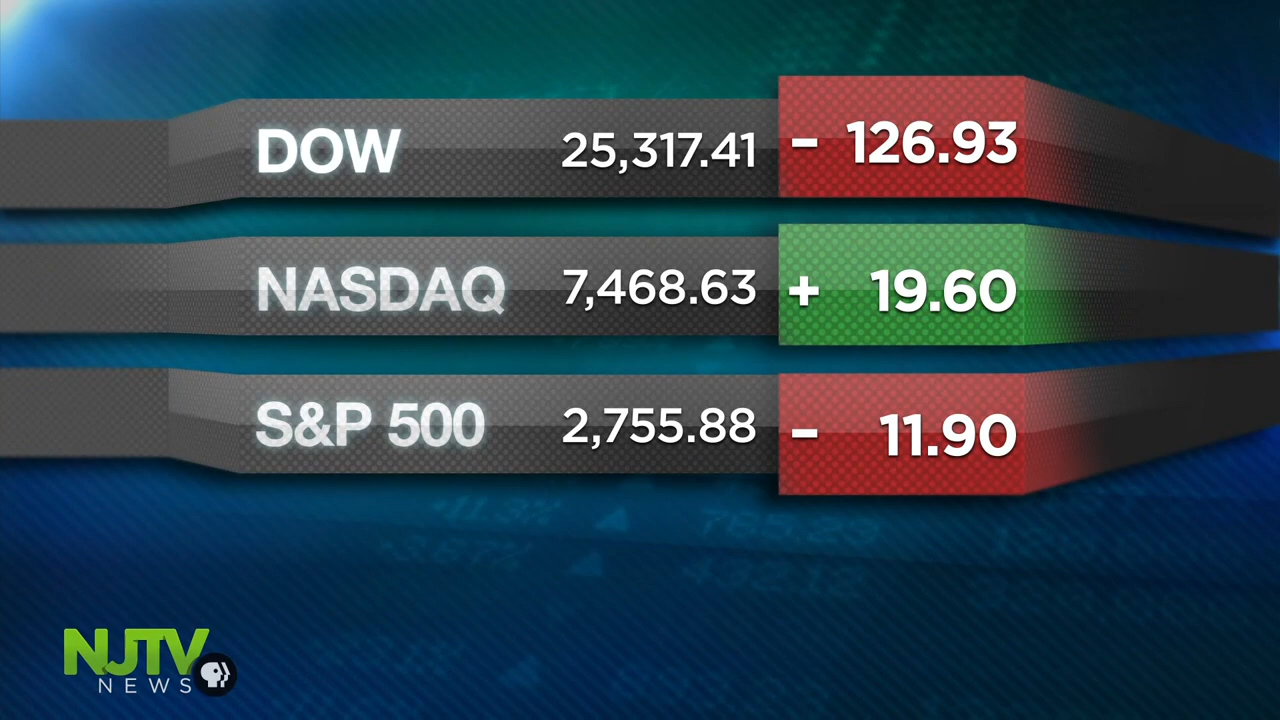 DOW 25,317.41 - 126.93
NASDAQ 7,468.63 + 19.60
S&P 500 2,755.88 - 11.90
NJTV
NEWS